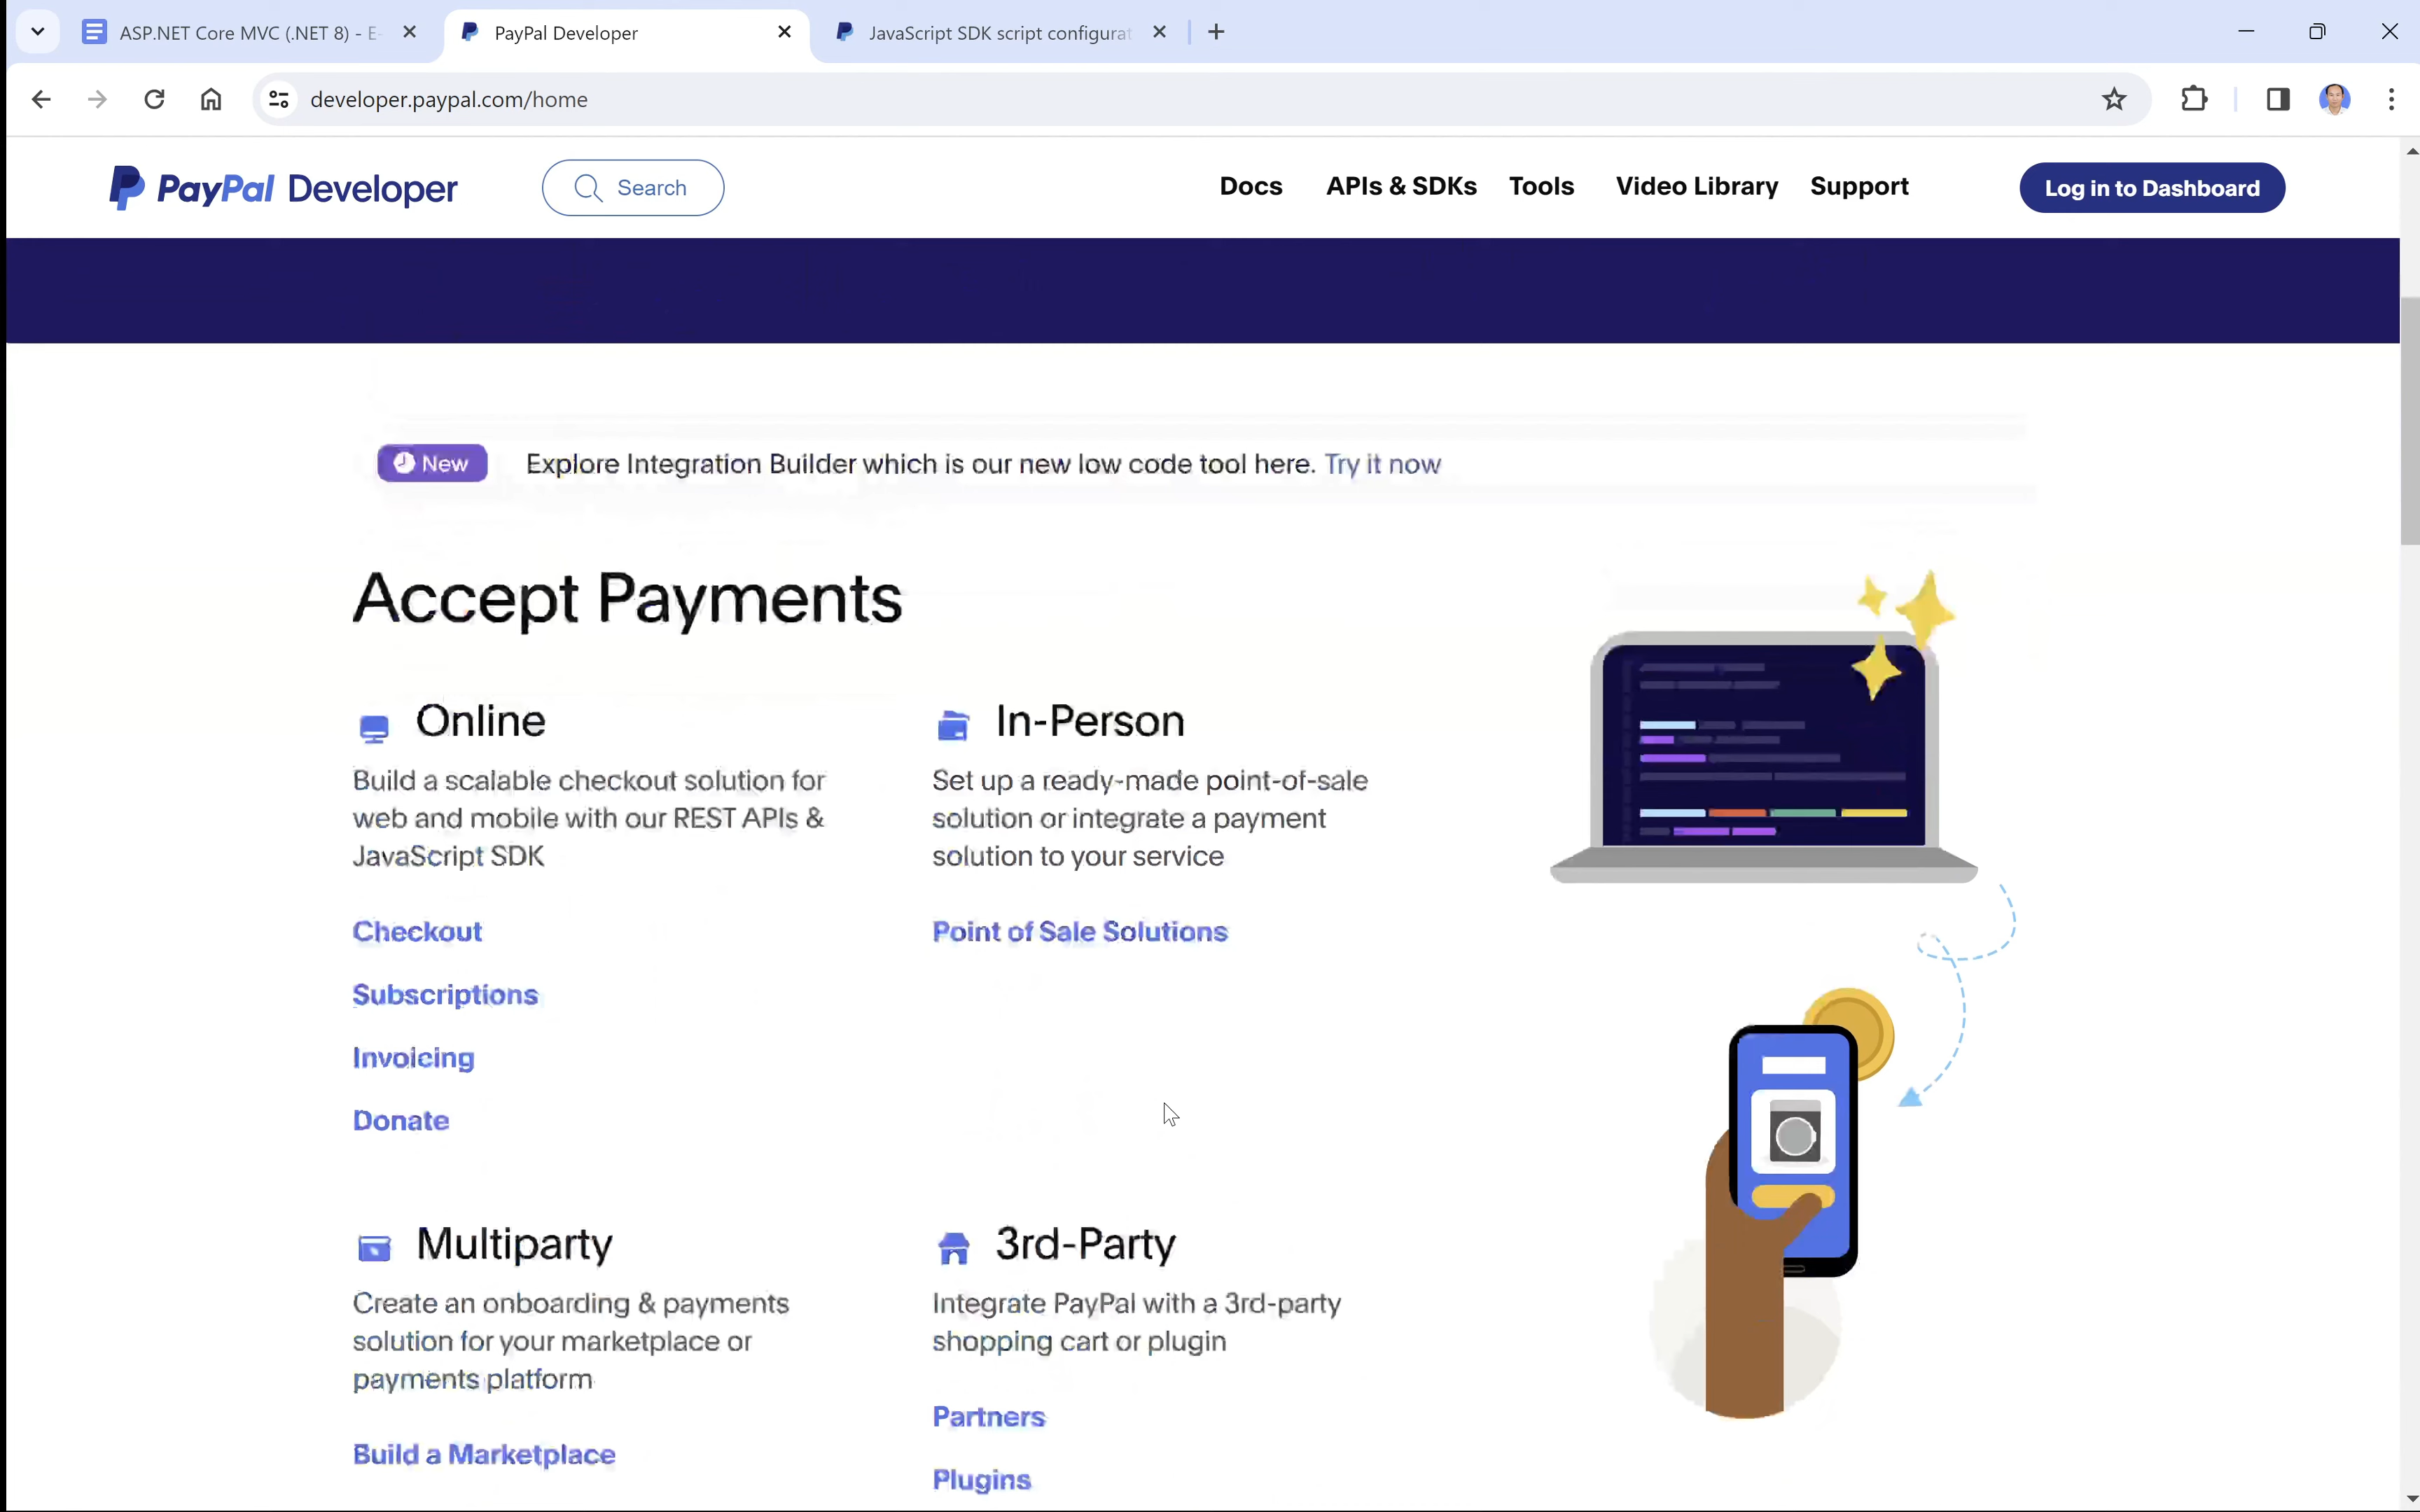 ASP.NET Core MVC (.NET 8) - E-
PayPal Developer
JavaScript SDK script configurat
developer.paypal.com/home
PayPal Developer
Search
Docs
APIs & SDKs
Tools
Video Library
Support
Log in to Dashboard
New
Explore Integration Builder which is our new low code tool here. Try it now
Accept Payments
Online
Build a scalable checkout solution for
web and mobile with our REST APIs &
JavaScript SDK
Checkout
Subscriptions
Invoicing
Donate
In-Person
Set up a ready-made point-of-sale
solution or integrate a payment
solution to your service
Point of Sale Solutions
Multiparty
Create an onboarding & payments
solution for your marketplace or
payments platform
Build a Marketplace
3rd-Party
Integrate PayPal with a 3rd-party
shopping cart or plugin
Partners
Plugins